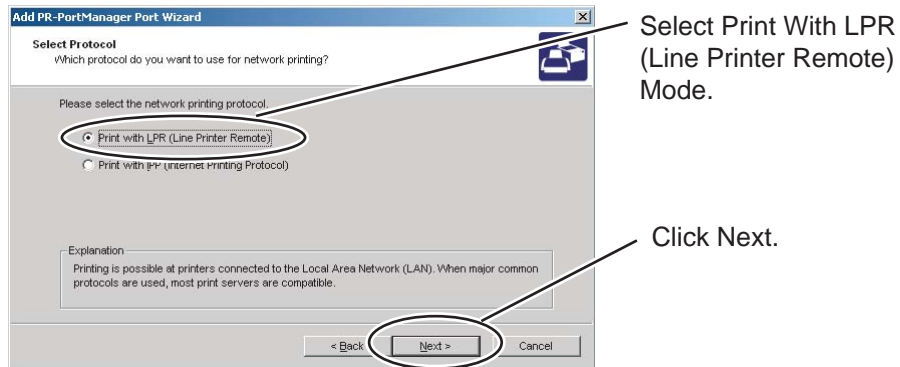 Add PR-PortManager Port Wizard
Select Protocol
Which protocol do you want to use for network printing?
Please select the network printing protocol.
Print with LPR (Line Printer Remote)
Print with IPP (Internet Printing Protocol)
Explanation
Printing is possible at printers connected to the Local Area Network (LAN). When major common
protocols are used, most print servers are compatible.
< Back
Next >
Cancel
Select Print With LPR
(Line Printer Remote)
Mode.
Click Next.